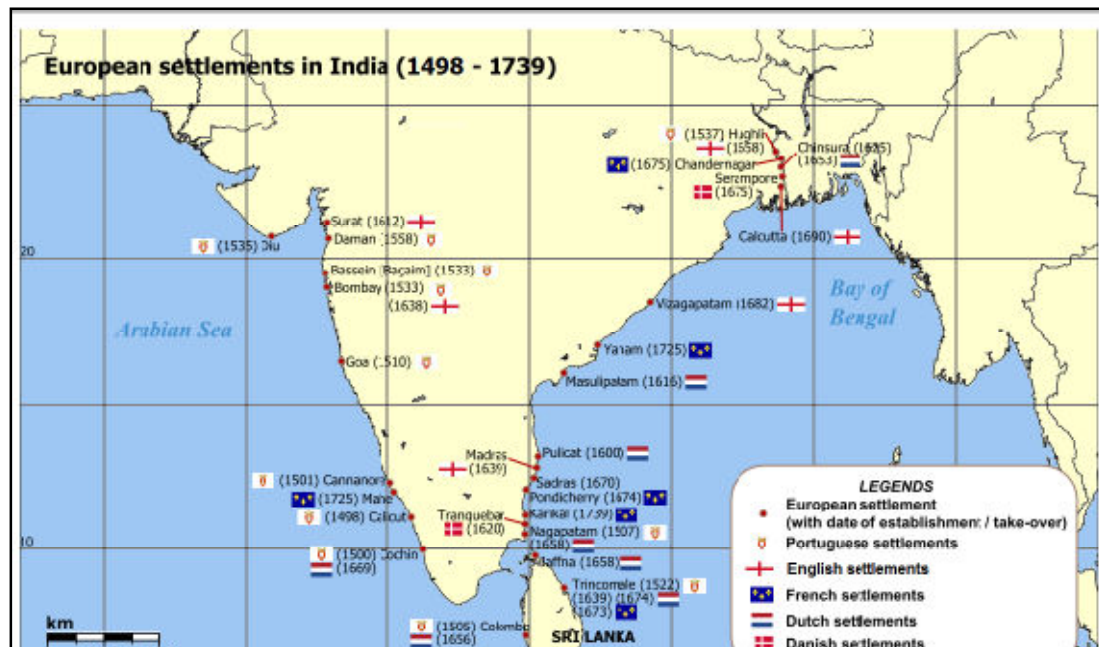 European settlements in India (1498 - 1739)
(1537) Hughli
(1658)
Chinsura
(1653)
(1675) Chandernagar
Serampore
(1675)
Calcutta (1690)
Surat (1612)
(1535) Diu
Daman (1558)
Bassein (Baçaim) (1533)
Bombay (1533)
(1638)
20
Arabian Sea
Bay of
Bengal
Vizagapatam (1682)
Goa (1510)
Yanam (1725)
Masulipatam (1616)
Madras
(1639)
Pulicat (1600)
Sadras (1670)
(1501) Cannanore
(1725) Mahe
(1498) Calicut
Pondicherry (1674)
Karikal (1739)
Tranquebar
(1620)
Nagapatam (1507)
(1658)
10
(1500) Cochin
(1669)
Jaffna (1658)
Trincomale (1522)
(1639) (1674)
(1673)
(1505) Colombo
(1656)
SRI LANKA
km
LEGENDS
European settlement
(with date of establishment / take-over)
Portuguese settlements
English settlements
French settlements
Dutch settlements
Danish settlements